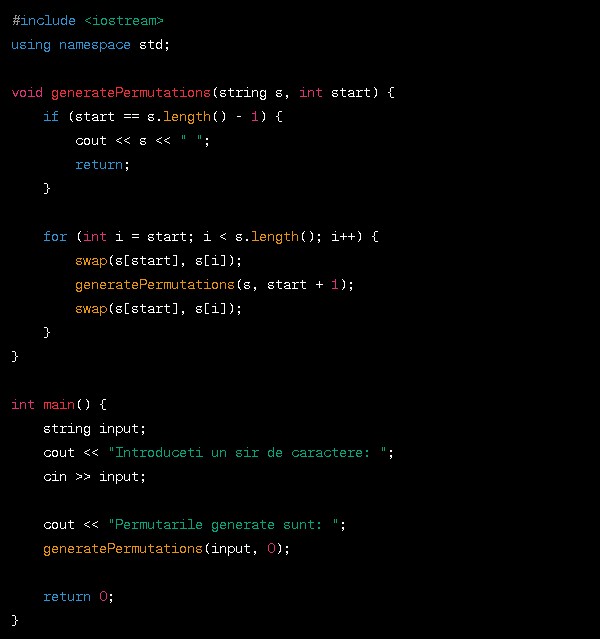 #include <iostream>
using namespace std;
void generatePermutations(string s, int start) {
if (start == s.length() - 1) {
cout << s << " ";
return;
}
for (int i = start; i < s.length(); i++) {
swap(s[start], s[i]);
generatePermutations(s, start + 1);
swap(s[start], s[i]);
}
}
int main() {
string input;
cout << "Introduceti un sir de caractere: ";
cin >> input;
cout << "Permutarile generate sunt: ";
generatePermutations(input, 0);
return 0;
}